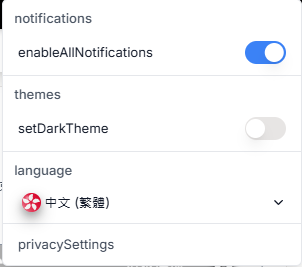 notifications
enableAllNotifications
themes
setDarkTheme
language
中文 (繁體)
privacySettings